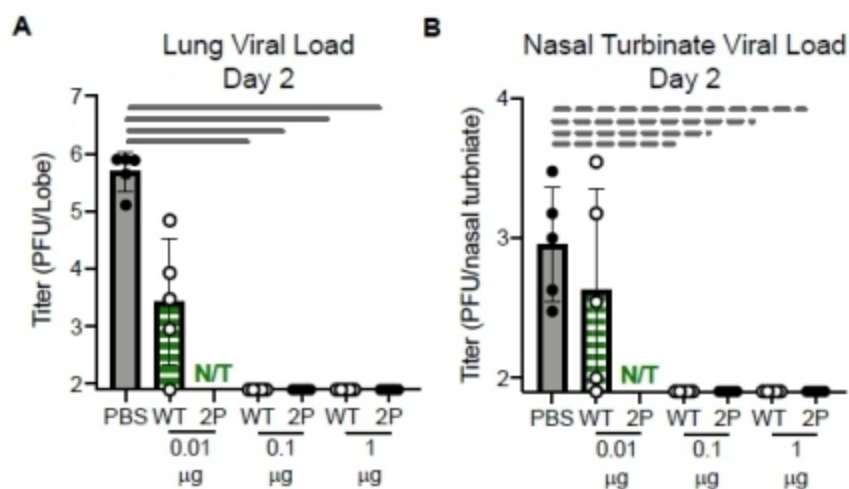 A
Lung Viral Load
Day 2
Titer (PFU/Lobe)
7
6
5
4
3
2
N/T
PBS WT 2P WT 2P WT 2P
0.01 0.1 1
μg μg μg
B
Nasal Turbinate Viral Load
Day 2
Titer (PFU/nasal turbniate)
4
3
2
N/T
PBS WT 2P WT 2P WT 2P
0.01 0.1 1
μg μg μg